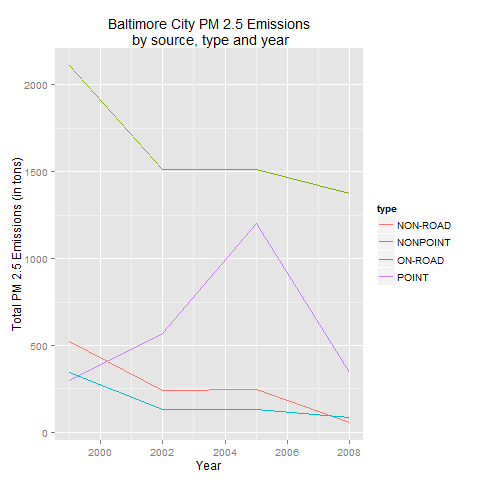 Baltimore City PM 2.5 Emissions
by source, type and year
Total PM 2.5 Emissions (in tons)
2000
1500
1000
500
0
2000
2002
2004
2006
2008
Year
type
NON-ROAD
NONPOINT
ON-ROAD
POINT